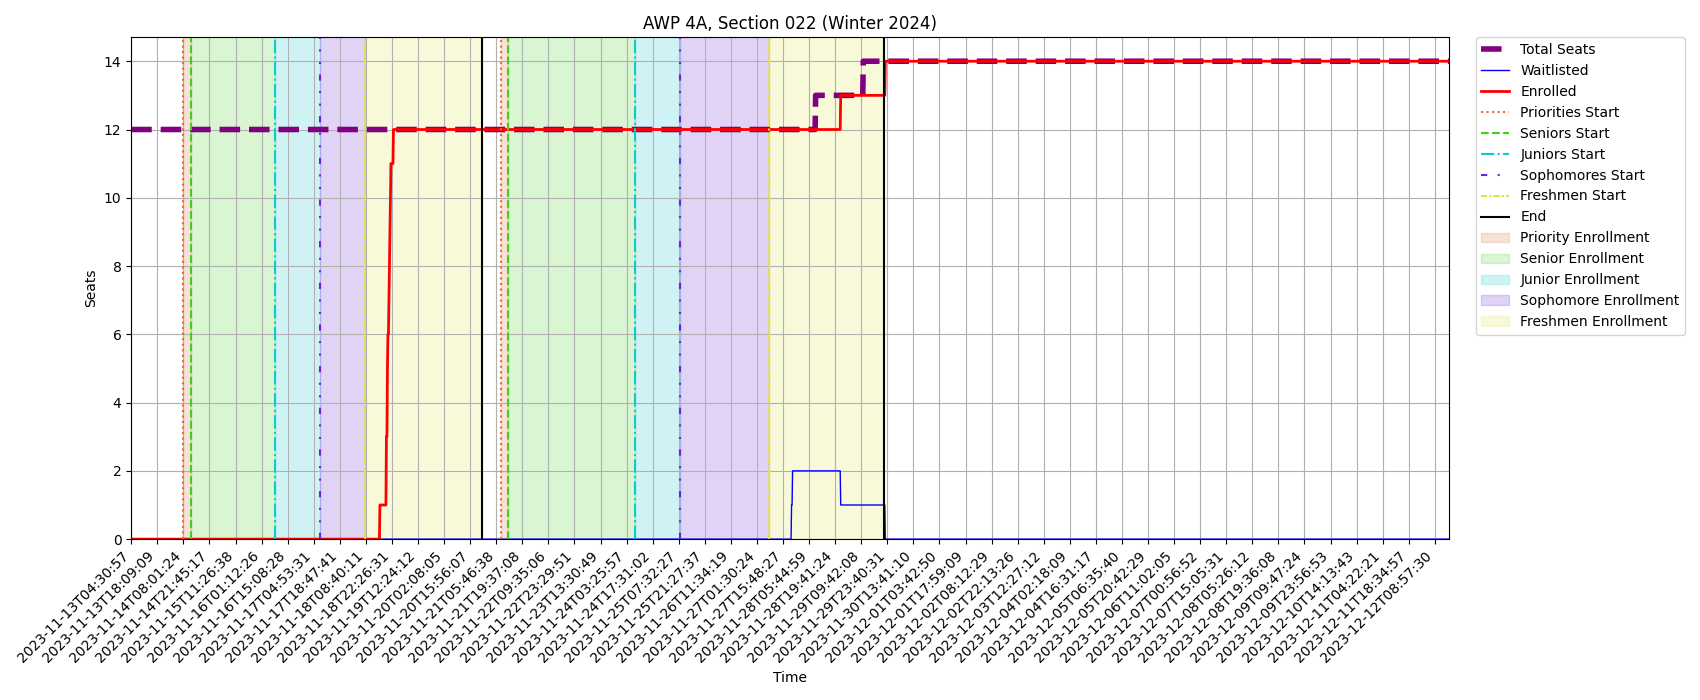 AWP 4A, Section 022 (Winter 2024)
Total Seats
Waitlisted
Enrolled
Priorities Start
Seniors Start
Juniors Start
Sophomores Start
Freshmen Start
End
Priority Enrollment
Senior Enrollment
Junior Enrollment
Sophomore Enrollment
Freshmen Enrollment
Seats
14
12
10
8
6
4
2
0
2023-11-13T04:30:57
2023-11-13T18:09:09
2023-11-14T08:01:24
2023-11-14T21:45:17
2023-11-15T11:26:38
2023-11-16T01:12:26
2023-11-16T15:08:28
2023-11-17T04:53:31
2023-11-17T18:47:41
2023-11-18T08:40:11
2023-11-18T22:26:31
2023-11-19T12:24:12
2023-11-20T02:08:05
2023-11-20T15:56:07
2023-11-21T05:46:38
2023-11-21T19:37:08
2023-11-22T09:35:06
2023-11-22T23:29:51
2023-11-23T13:30:49
2023-11-24T03:25:57
2023-11-24T17:31:02
2023-11-25T07:32:27
2023-11-25T21:27:37
2023-11-26T11:34:19
2023-11-27T01:30:24
2023-11-27T15:48:27
2023-11-28T05:44:59
2023-11-28T19:41:24
2023-11-29T09:42:08
2023-11-29T23:40:31
2023-11-30T13:41:10
2023-12-01T03:42:50
2023-12-01T17:59:09
2023-12-02T08:12:29
2023-12-02T22:13:26
2023-12-03T12:27:12
2023-12-04T02:18:09
2023-12-04T16:31:17
2023-12-05T06:35:40
2023-12-05T20:42:29
2023-12-06T11:02:05
2023-12-07T00:56:52
2023-12-07T15:05:31
2023-12-08T05:26:12
2023-12-08T19:36:08
2023-12-09T09:47:24
2023-12-09T23:56:53
2023-12-10T14:13:43
2023-12-11T04:22:21
2023-12-11T18:34:57
2023-12-12T08:57:30
Time